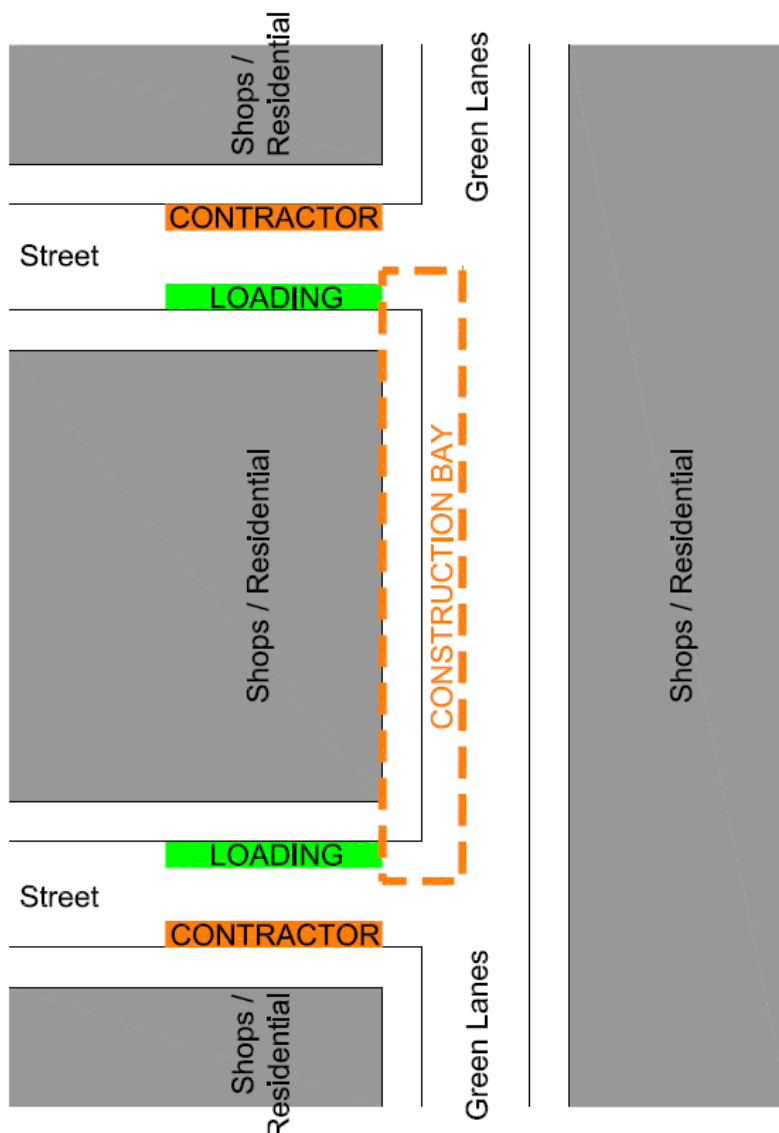 Shops /
Residential
Green Lanes
CONTRACTOR
Street
LOADING
Shops / Residential
CONSTRUCTION BAY
Shops / Residential
LOADING
Street
CONTRACTOR
Shops /
Residential
Green Lanes